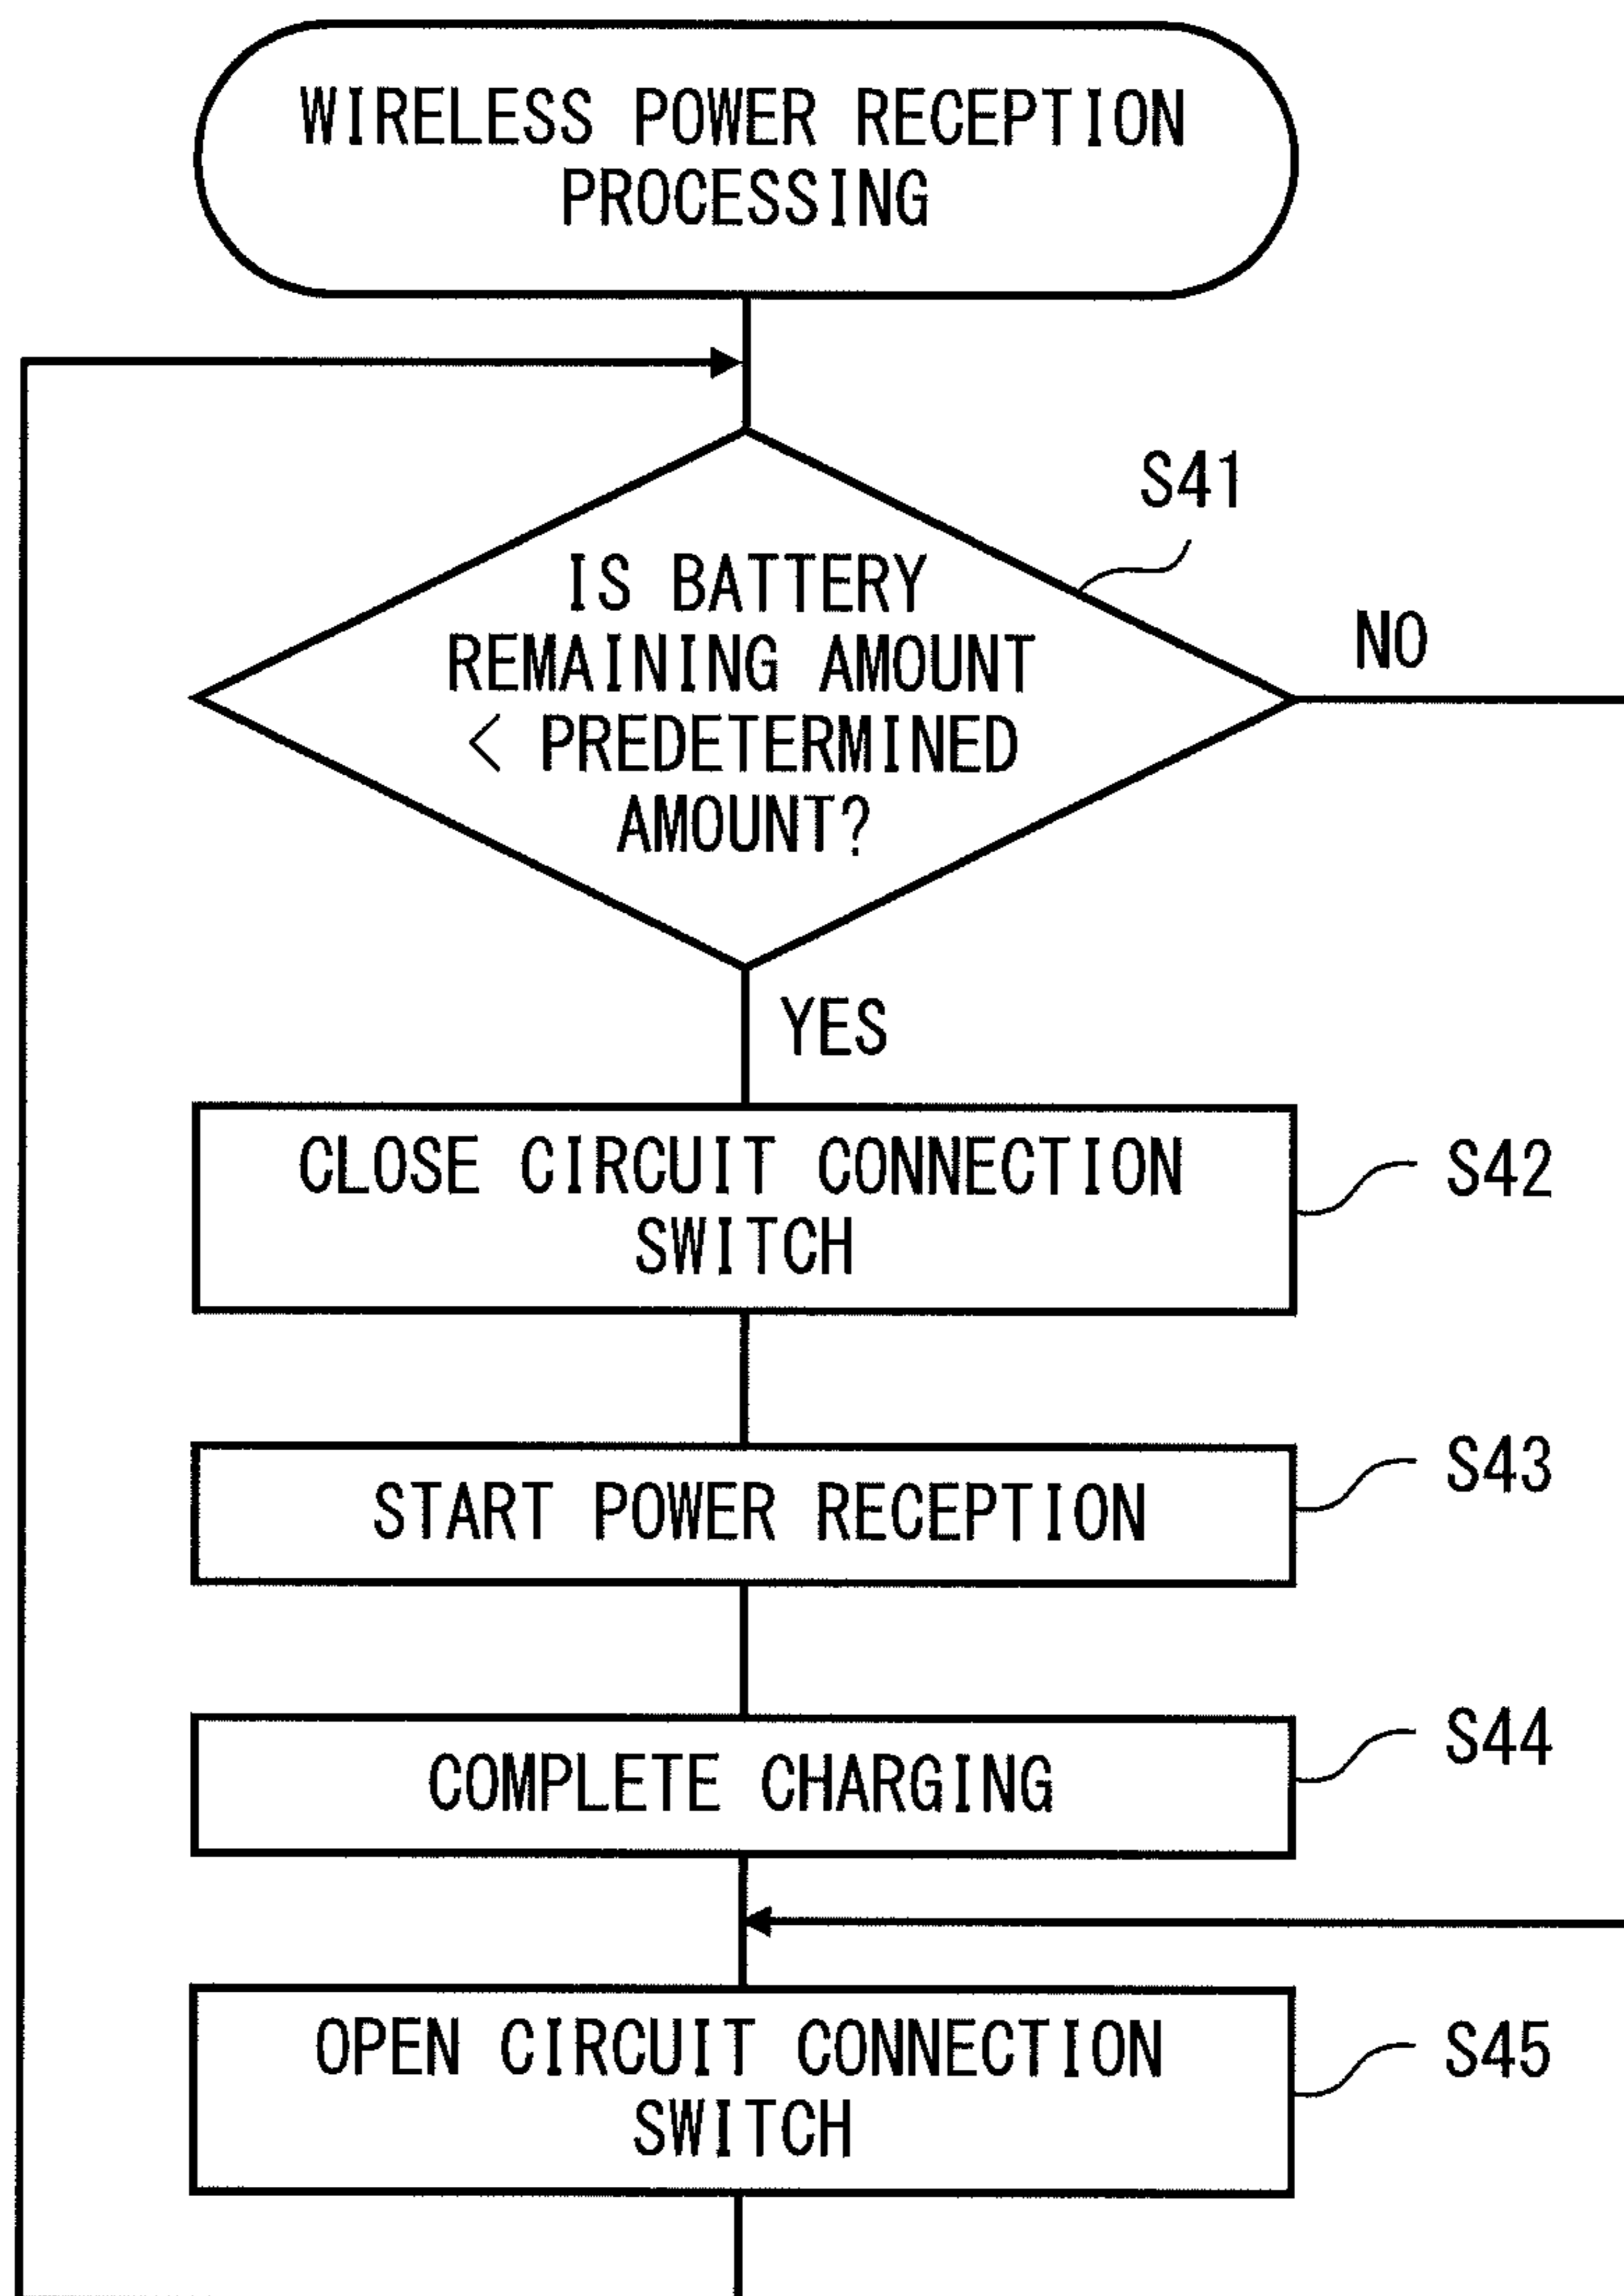 WIRELESS POWER RECEPTION
PROCESSING
S41
IS BATTERY
REMAINING AMOUNT
< PREDETERMINED
AMOUNT?
NO
YES
CLOSE CIRCUIT CONNECTION
SWITCH
S42
START POWER RECEPTION
S43
COMPLETE CHARGING
S44
OPEN CIRCUIT CONNECTION
SWITCH
S45